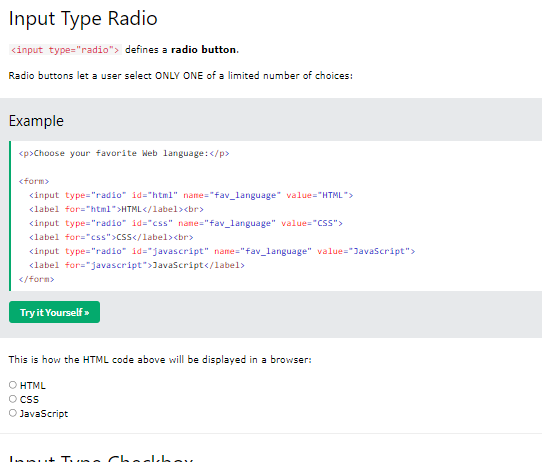 Input Type Radio
<input type="radio"> defines a radio button.
Radio buttons let a user select ONLY ONE of a limited number of choices:
Example
<p>Choose your favorite Web language:</p>
<form>
  <input type="radio" id="html" name="fav_language" value="HTML">
  <label for="html">HTML</label><br>
  <input type="radio" id="css" name="fav_language" value="CSS">
  <label for="css">CSS</label><br>
  <input type="radio" id="javascript" name="fav_language" value="JavaScript">
  <label for="javascript">JavaScript</label>
</form>
Try it Yourself »
This is how the HTML code above will be displayed in a browser:
HTML
CSS
JavaScript
Input Type Checkbox